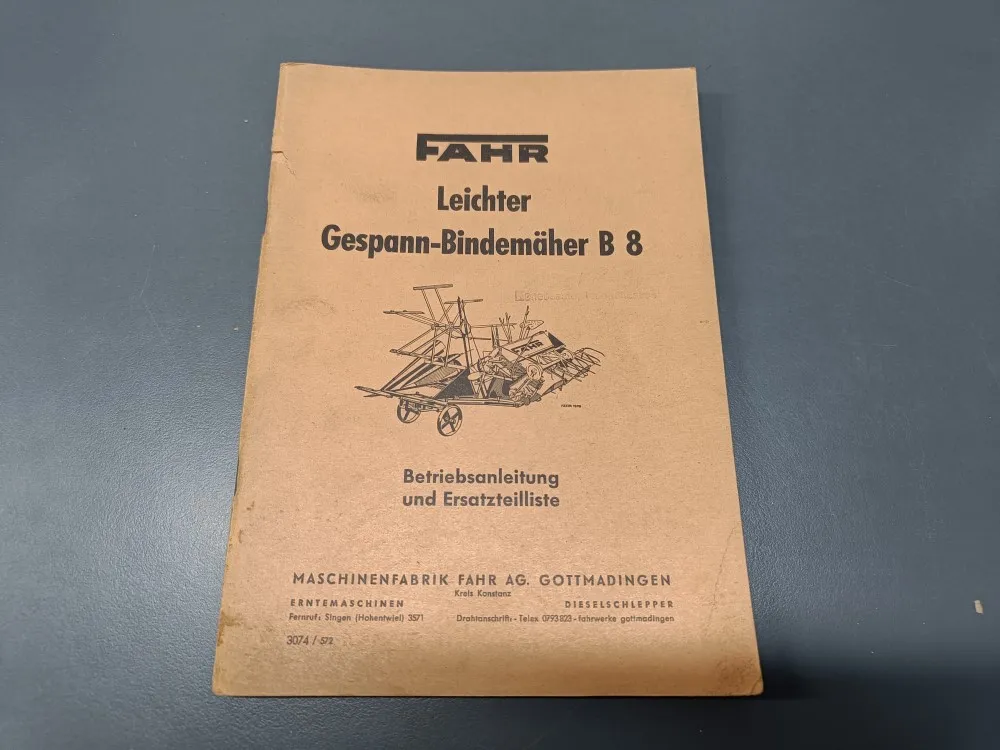 FAHR
Leichter
Gespann-Bindemäher B 8
FAHR
Betriebsanleitung
und Ersatzteilliste
MASCHINENFABRIK FAHR AG. GOTTMADINGEN
Kreis Konstanz
ERNTEMASCHINEN DIESELSCHLEPPER
Fernruf: Singen (Hohentwiel) 3571 Drahtanschrift: - Telex 0793823 - fahrwerke gottmadingen
3074 / 572